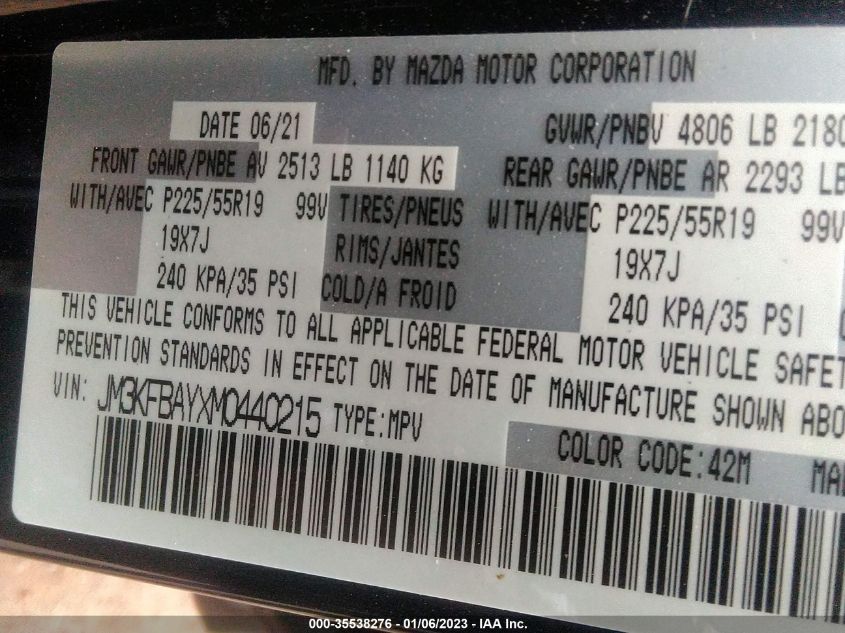 MFD. BY MAZDA MOTOR CORPORATION
DATE 06/21 GVWR/PNBV 4806 LB 2180
FRONT GAWR/PNBE AV 2513 LB 1140 KG REAR GAWR/PNBE AR 2293 LB
WITH/AVEC P225/55R19 99V TIRES/PNEUS WITH/AVEC P225/55R19 99V
19X7J RIMS/JANTES 19X7J
240 KPA/35 PSI COLD/A FROID 240 KPA/35 PSI
THIS VEHICLE CONFORMS TO ALL APPLICABLE FEDERAL MOTOR VEHICLE SAFET
PREVENTION STANDARDS IN EFFECT ON THE DATE OF MANUFACTURE SHOWN ABO
VIN: JM3KFBAYXM0440215 TYPE:MPV
COLOR CODE:42M MA
000-35538276 - 01/06/2023 - IAA Inc.